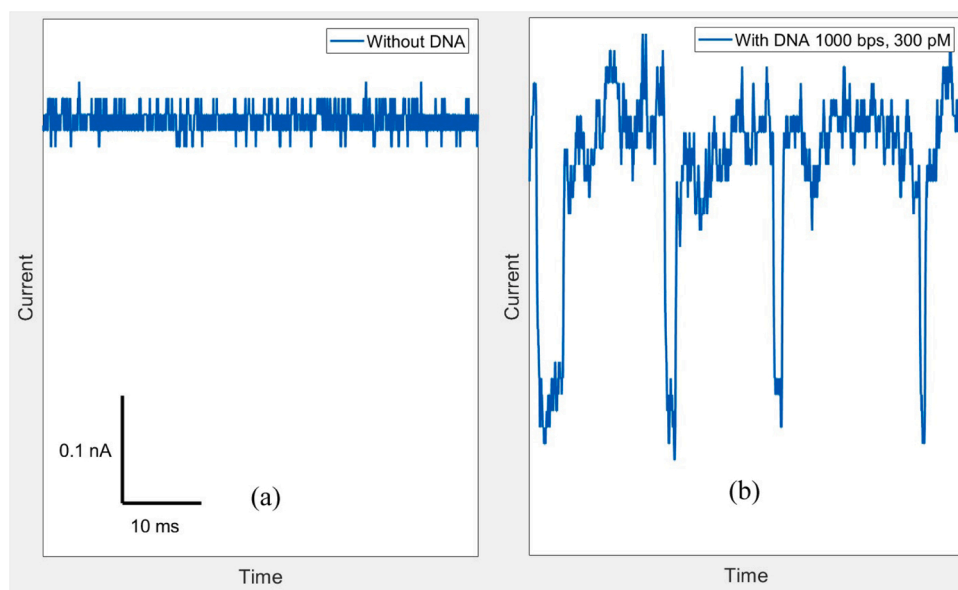 Without DNA
Current
0.1 nA
10 ms
(a)
Time
With DNA 1000 bps, 300 pM
Current
(b)
Time